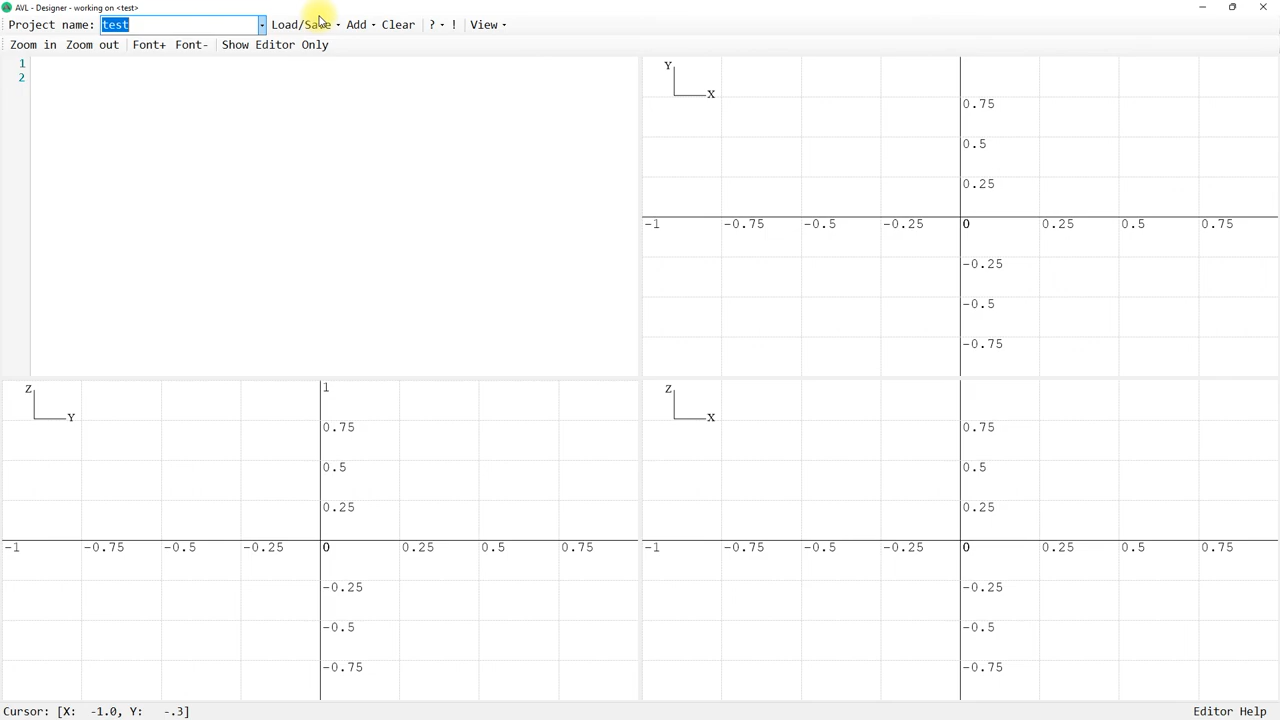 AVL - Designer - working on <test>
Project name: test Load/Save Add Clear ? ! View
Zoom in Zoom out Font+ Font- Show Editor Only
1
2
Y
X
0.75
0.5
0.25
-1 -0.75 -0.5 -0.25 0 0.25 0.5 0.75
-0.25
-0.5
-0.75
Z
Y
1
0.75
0.5
0.25
-1 -0.75 -0.5 -0.25 0 0.25 0.5 0.75
-0.25
-0.5
-0.75
Z
X
0.75
0.5
0.25
-1 -0.75 -0.5 -0.25 0 0.25 0.5 0.75
-0.25
-0.5
-0.75
Cursor: [X: -1.0, Y: -.3] Editor Help